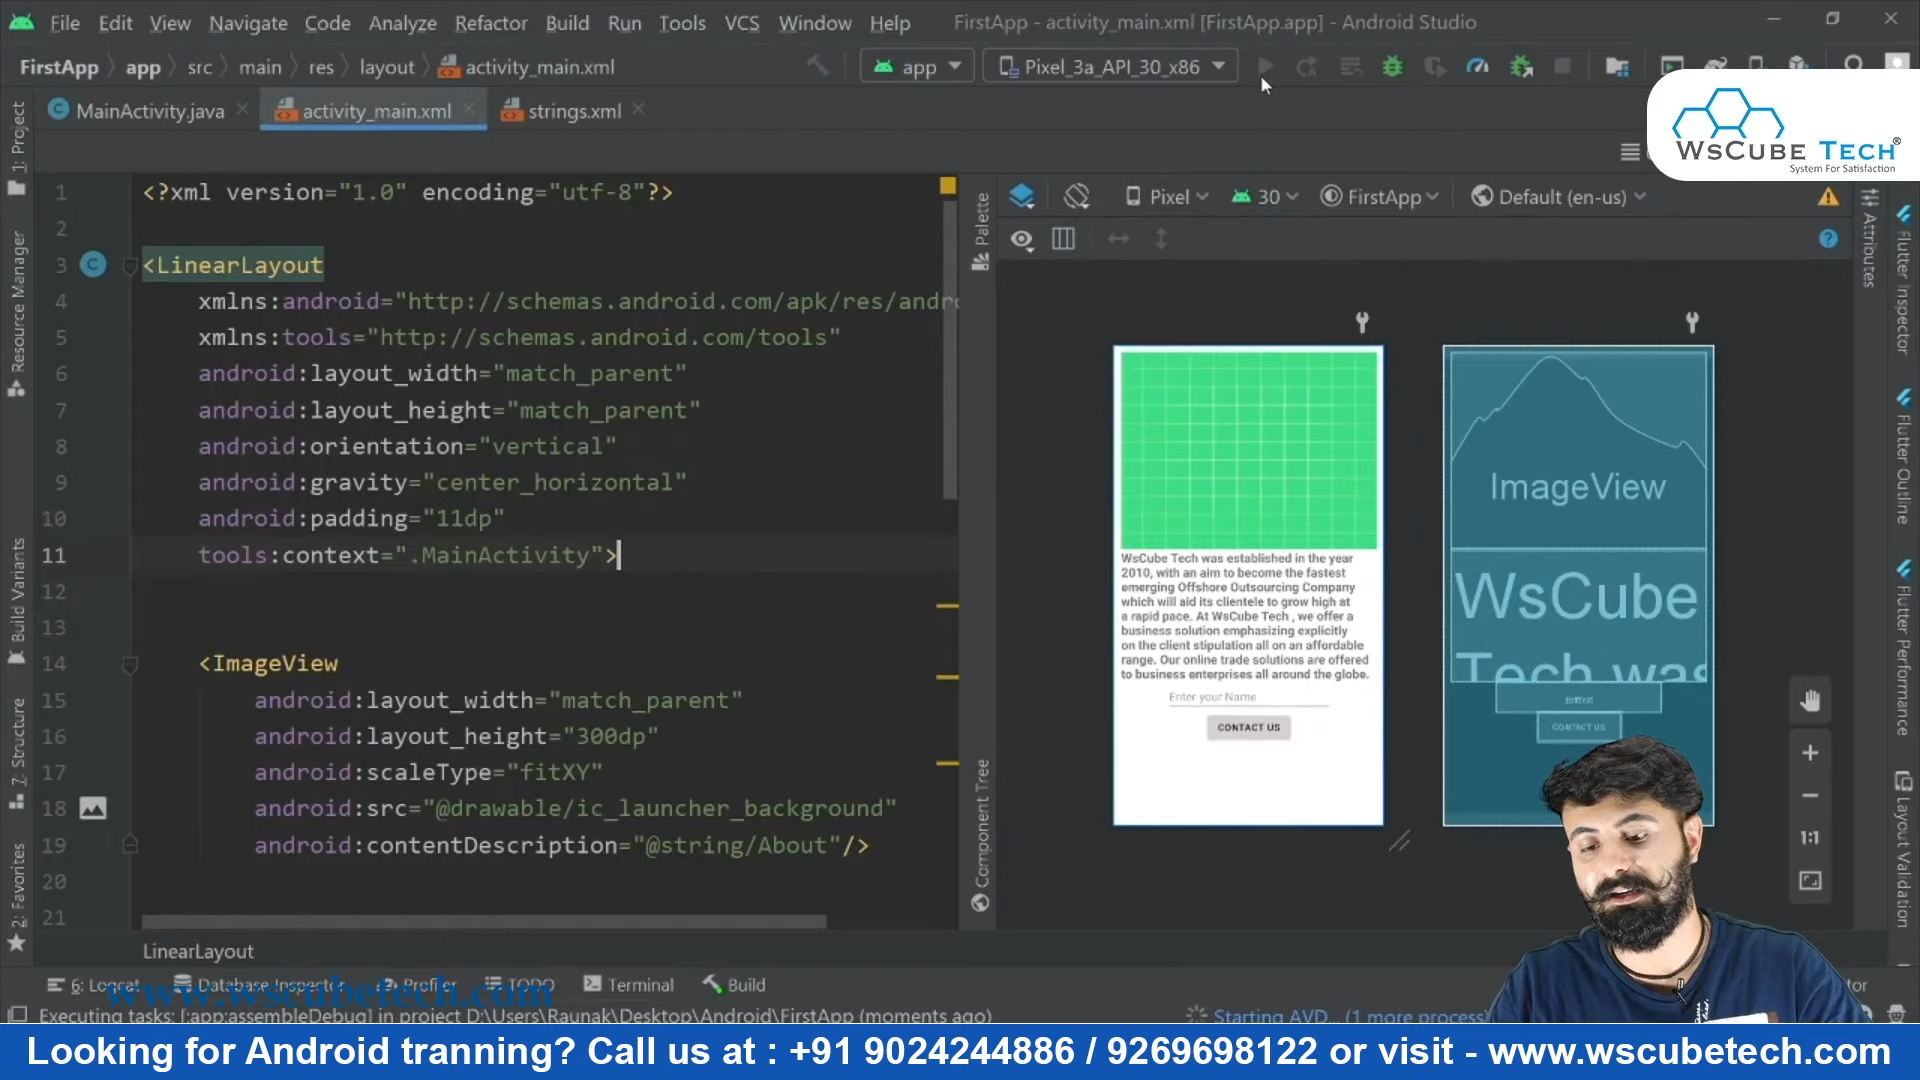 File Edit View Navigate Code Analyze Refactor Build Run Tools VCS Window Help FirstApp - activity_main.xml [FirstApp.app] - Android Studio
FirstApp app src main res layout activity_main.xml app Pixel_3a_API_30_x86
MainActivity.java activity_main.xml strings.xml
WsCube Tech®
System For Satisfaction
Pixel 30 FirstApp Default (en-us)
1 <?xml version="1.0" encoding="utf-8"?>
2
3 <LinearLayout
4 xmlns:android="http://schemas.android.com/apk/res/andr
5 xmlns:tools="http://schemas.android.com/tools"
6 android:layout_width="match_parent"
7 android:layout_height="match_parent"
8 android:orientation="vertical"
9 android:gravity="center_horizontal"
10 android:padding="11dp"
11 tools:context=".MainActivity">
12
13
14 <ImageView
15 android:layout_width="match_parent"
16 android:layout_height="300dp"
17 android:scaleType="fitXY"
18 android:src="@drawable/ic_launcher_background"
19 android:contentDescription="@string/About"/>
20
21
1: Project
Resource Manager
Build Variants
7: Structure
2: Favorites
Palette
Component Tree
WsCube Tech was established in the year
2010, with an aim to become the fastest
emerging Offshore Outsourcing Company
which will aid its clientele to grow high at
a rapid pace. At WsCube Tech , we offer a
business solution emphasizing explicitly
on the client stipulation all on an affordable
range. Our online trade solutions are offered
to business enterprises all around the globe.
Enter your Name
CONTACT US
ImageView
WsCube
Tech was
EditText
CONTACT US
1:1
Attributes
Flutter Inspector
Flutter Outline
Flutter Performance
Layout Validation
LinearLayout
6: Logcat Database Inspector Profiler TODO Terminal Build
www.wscubetech.com
Executing tasks: [:app:assembleDebug] in project D:\Users\Raunak\Desktop\Android\FirstApp (moments ago) Starting AVD... (1 more process)
Looking for Android tranning? Call us at : +91 9024244886 / 9269698122 or visit - www.wscubetech.com